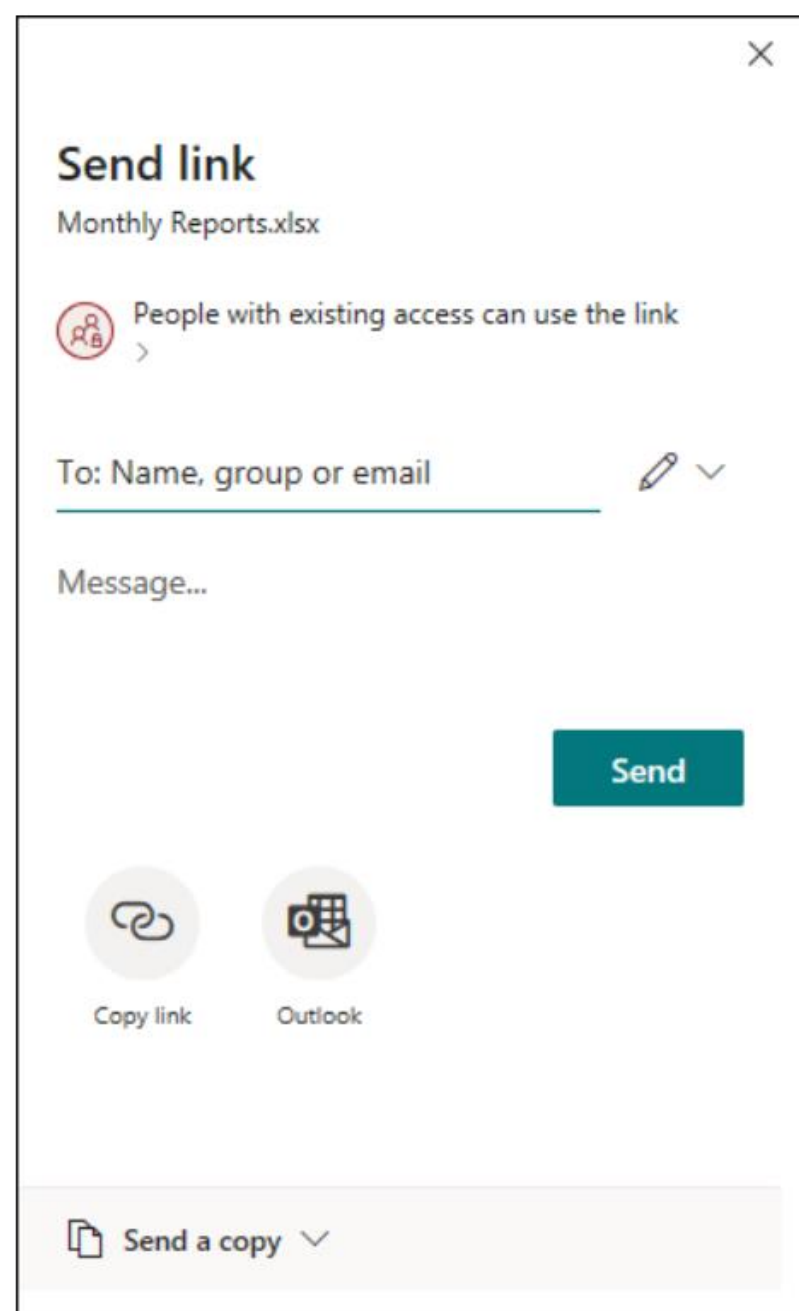 Send link
Monthly Reports.xlsx
People with existing access can use the link
To: Name, group or email
Message...
Send
Copy link
Outlook
Send a copy